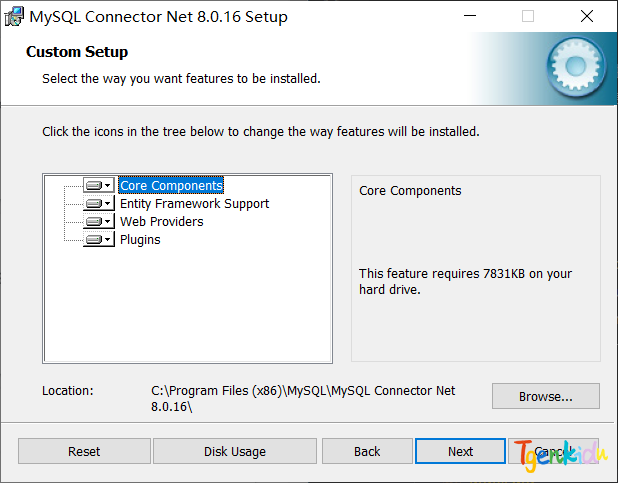 MySQL Connector Net 8.0.16 Setup
Custom Setup
Select the way you want features to be installed.
Click the icons in the tree below to change the way features will be installed.
Core Components
Entity Framework Support
Web Providers
Plugins
Core Components
This feature requires 7831KB on your
hard drive.
Location:
C:\Program Files (x86)\MySQL\MySQL Connector Net
8.0.16\
Browse...
Reset
Disk Usage
Back
Next
Cancel